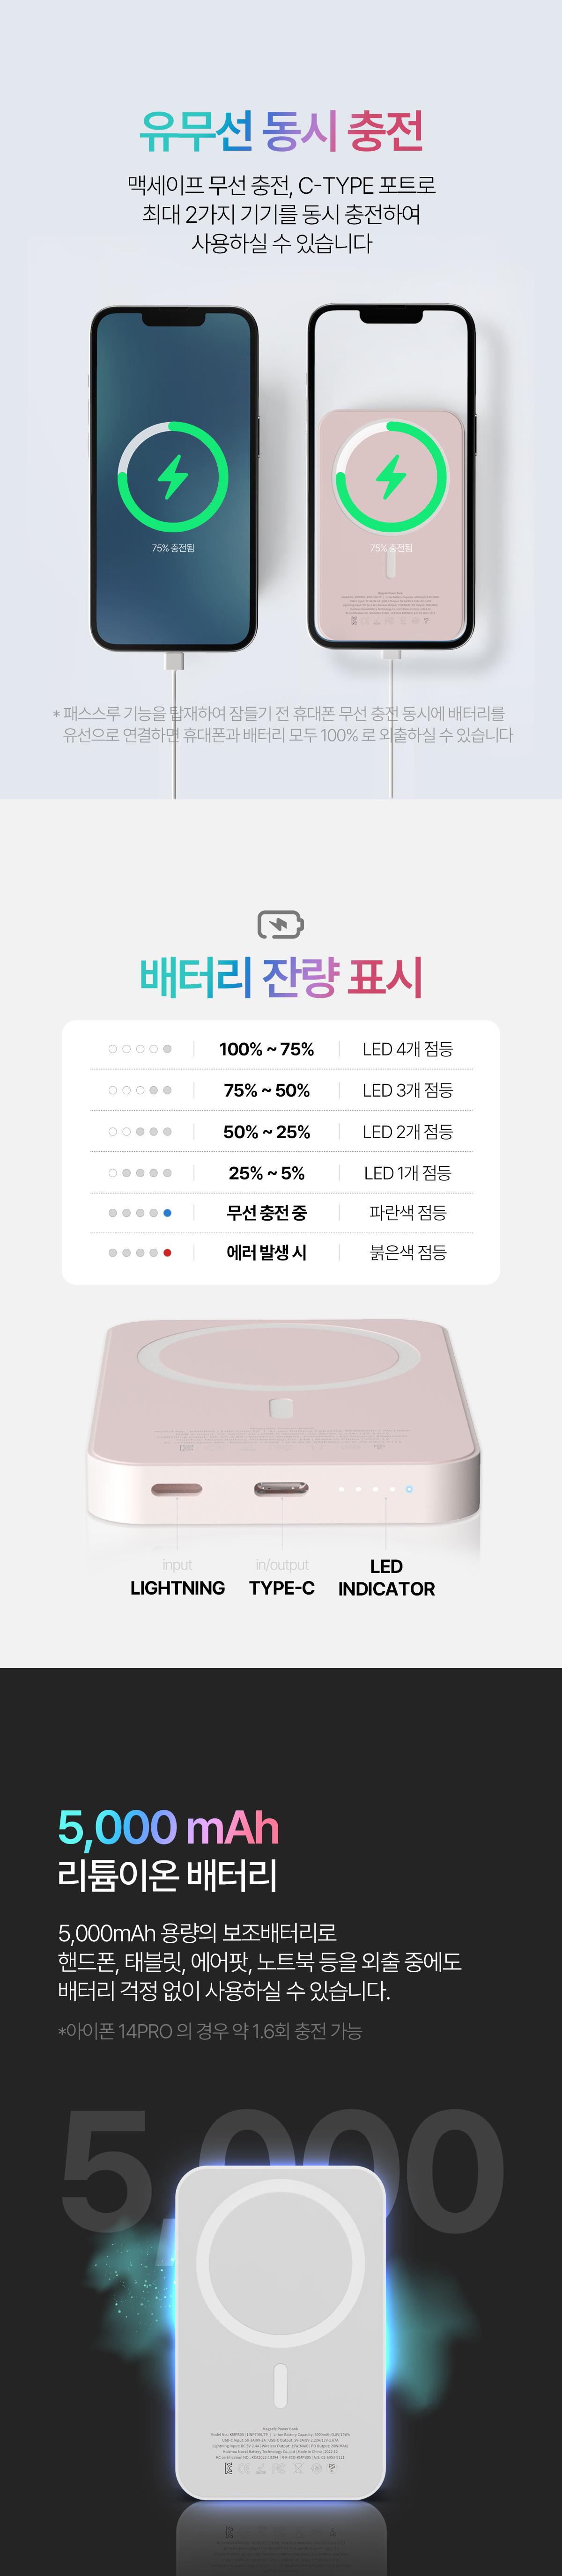 유무선 동시 충전
맥세이프 무선 충전, C-TYPE 포트로
최대 2가지 기기를 동시 충전하여
사용하실 수 있습니다
75% 충전됨
75% 충전됨
* 패스스루 기능을 탑재하여 잠들기 전 휴대폰 무선 충전 동시에 배터리를
유선으로 연결하면 휴대폰과 배터리 모두 100% 로 외출하실 수 있습니다
배터리 잔량 표시
100% ~ 75% LED 4개 점등
75% ~ 50% LED 3개 점등
50% ~ 25% LED 2개 점등
25% ~ 5% LED 1개 점등
무선 충전 중 파란색 점등
에러 발생 시 붉은색 점등
input in/output LED
LIGHTNING TYPE-C INDICATOR
5,000 mAh
리튬이온 배터리
5,000mAh 용량의 보조배터리로
핸드폰, 태블릿, 에어팟, 노트북 등을 외출 중에도
배터리 걱정 없이 사용하실 수 있습니다.
*아이폰 14PRO 의 경우 약 1.6회 충전 가능
5,000